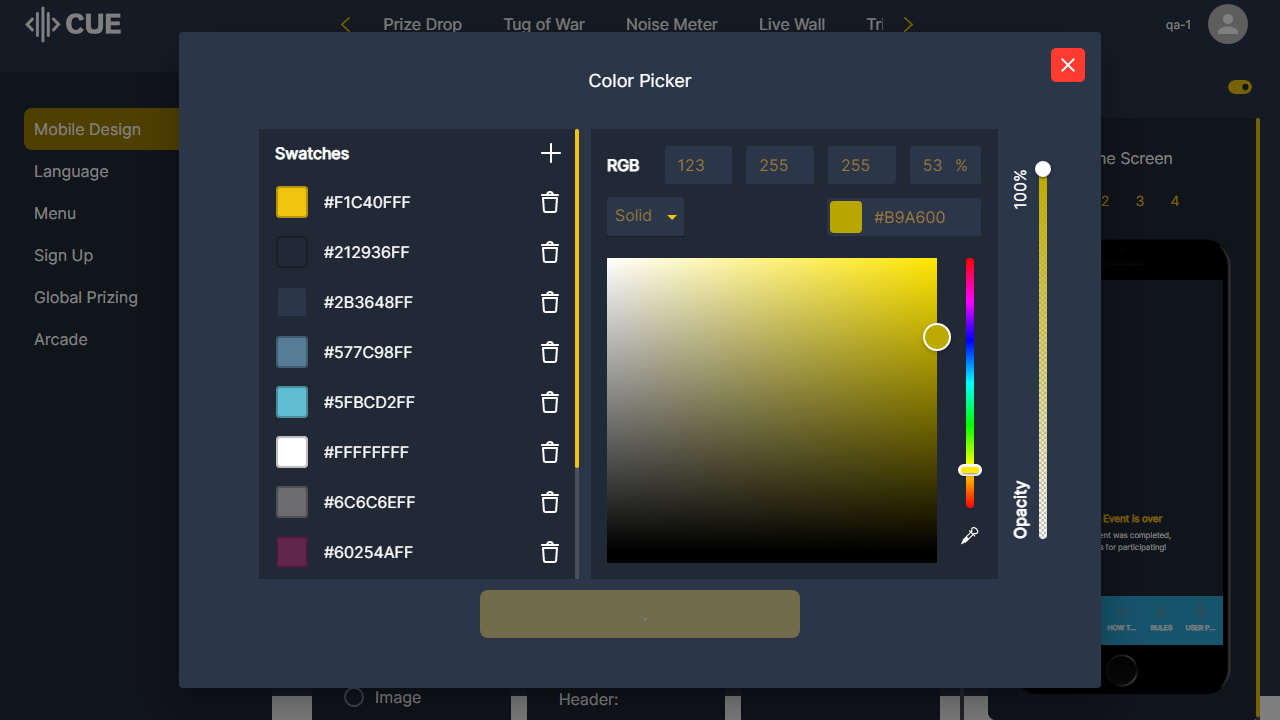 CUE
Prize Drop
Tug of War
Noise Meter
Live Wall
qa-1
Color Picker
Mobile Design
Language
Menu
Sign Up
Global Prizing
Arcade
Swatches
#F1C40FFF
#212936FF
#2B3648FF
#577C98FF
#5FBCD2FF
#FFFFFFFF
#6C6C6EFF
#60254AFF
RGB
123
255
255
53 %
Solid
#B9A600
100%
Opacity
Screen
2 3 4
Event is over
was completed,
for participating!
HOW T...
RULES
USER P...
Image
Header: